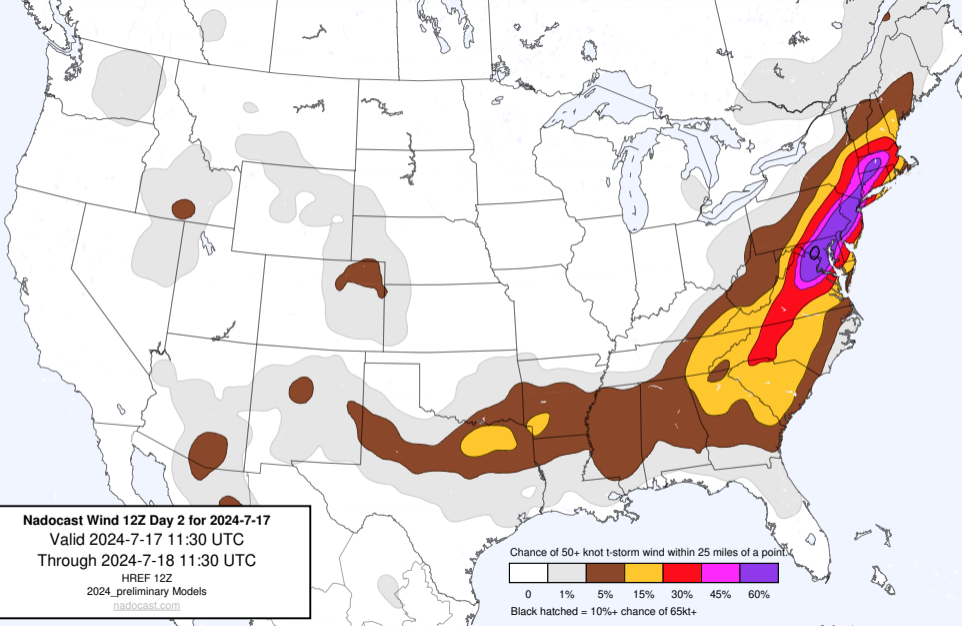 Nadocast Wind 12Z Day 2 for 2024-7-17
Valid 2024-7-17 11:30 UTC
Through 2024-7-18 11:30 UTC
HREF 12Z
2024_preliminary Models
nadocast.com
Chance of 50+ knot t-storm wind within 25 miles of a point.
0 1% 5% 15% 30% 45% 60%
Black hatched = 10%+ chance of 65kt+